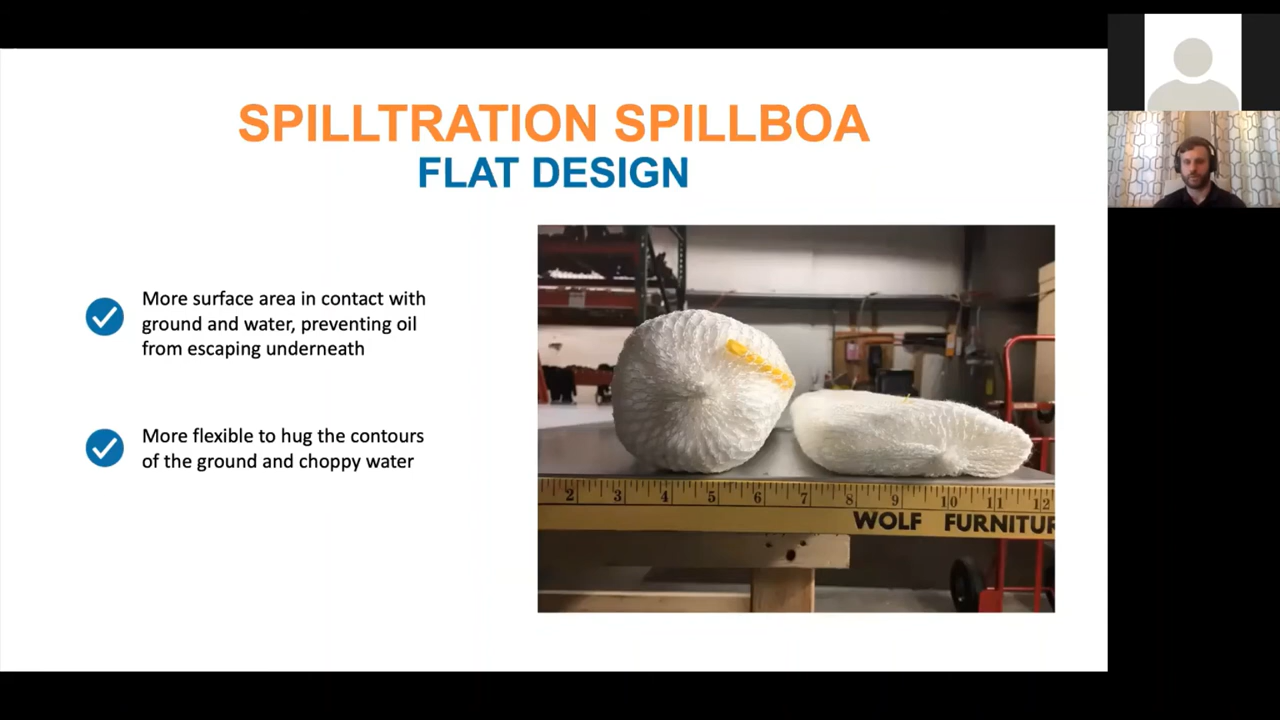 SPILLTRATION SPILLBOA
FLAT DESIGN
More surface area in contact with
ground and water, preventing oil
from escaping underneath
More flexible to hug the contours
of the ground and choppy water
2 3 4 5 6 7 8 9 10 11 12
WOLF FURNITUR